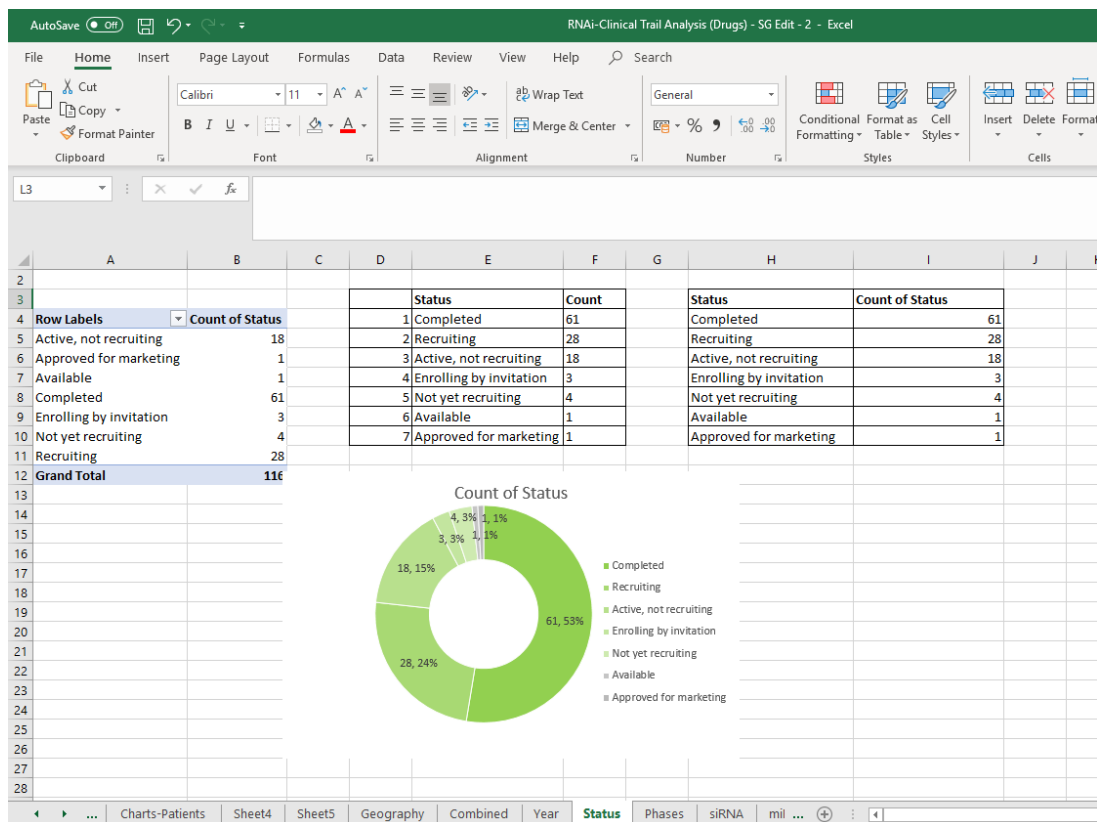 AutoSave Off RNAi-Clinical Trail Analysis (Drugs) - SG Edit - 2 - Excel
File Home Insert Page Layout Formulas Data Review View Help Search
Paste
Cut
Copy
Format Painter
Clipboard
Calibri 11
B I U
Font
Wrap Text
Merge & Center
Alignment
General
% 9
Number
Conditional Formatting
Format as Table
Cell Styles
Styles
Insert Delete Format
Cells
L3 fx
A B C D E F G H I J
2
3 Status Count Status Count of Status
4 Row Labels Count of Status 1 Completed 61 Completed 61
5 Active, not recruiting 18 2 Recruiting 28 Recruiting 28
6 Approved for marketing 1 3 Active, not recruiting 18 Active, not recruiting 18
7 Available 1 4 Enrolling by invitation 3 Enrolling by invitation 3
8 Completed 61 5 Not yet recruiting 4 Not yet recruiting 4
9 Enrolling by invitation 3 6 Available 1 Available 1
10 Not yet recruiting 4 7 Approved for marketing 1 Approved for marketing 1
11 Recruiting 28
12 Grand Total 116
13
14
15
16
17
18
19
20
21
22
23
24
25
26
27
28
Count of Status
4, 3% 1, 1%
3, 3% 1, 1%
18, 15%
61, 53%
28, 24%
Completed
Recruiting
Active, not recruiting
Enrolling by invitation
Not yet recruiting
Available
Approved for marketing
... Charts-Patients Sheet4 Sheet5 Geography Combined Year Status Phases siRNA mil ...